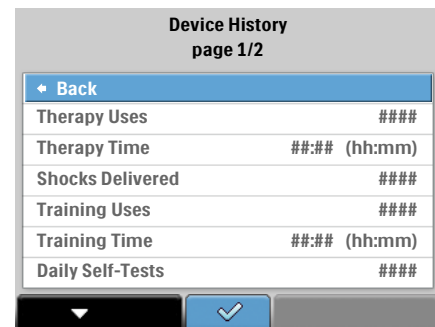 Device History
page 1/2
Back
Therapy Uses ####
Therapy Time ##:## (hh:mm)
Shocks Delivered ####
Training Uses ####
Training Time ##:## (hh:mm)
Daily Self-Tests ####